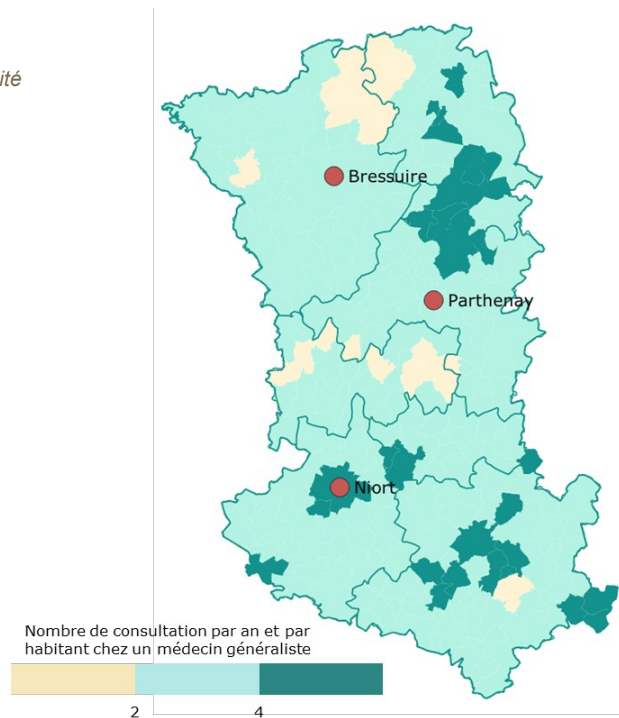 ité
Bressuire
Parthenay
Niort
Nombre de consultation par an et par
habitant chez un médecin généraliste
2 4